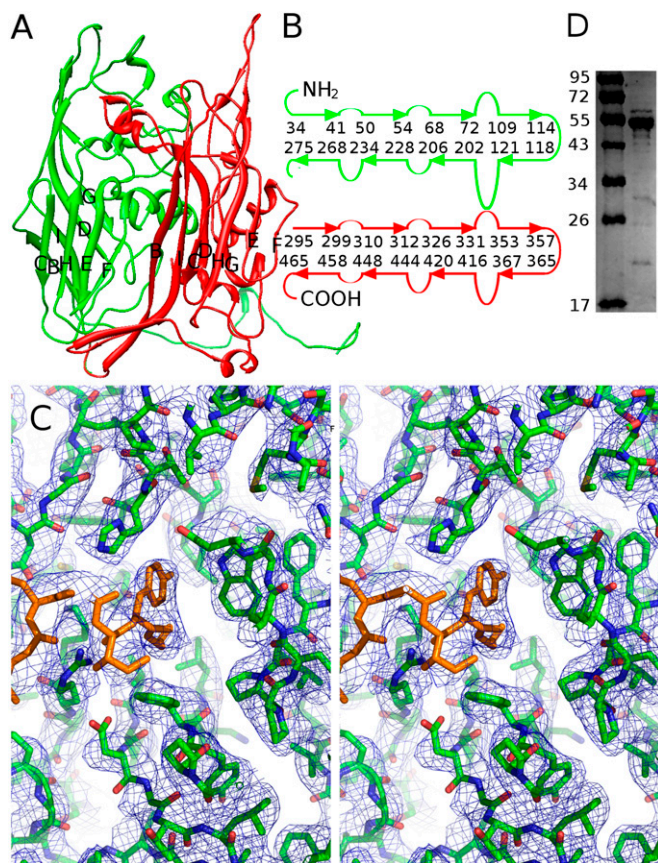 A
B
D
NH2
34 41 50 54 68 72 109 114
275 268 234 228 206 202 121 118
295 299 310 312 326 331 353 357
465 458 448 444 420 416 367 365
COOH
95
72
55
43
34
26
17
G
I D
C B H E F
B I C D H G E F
C